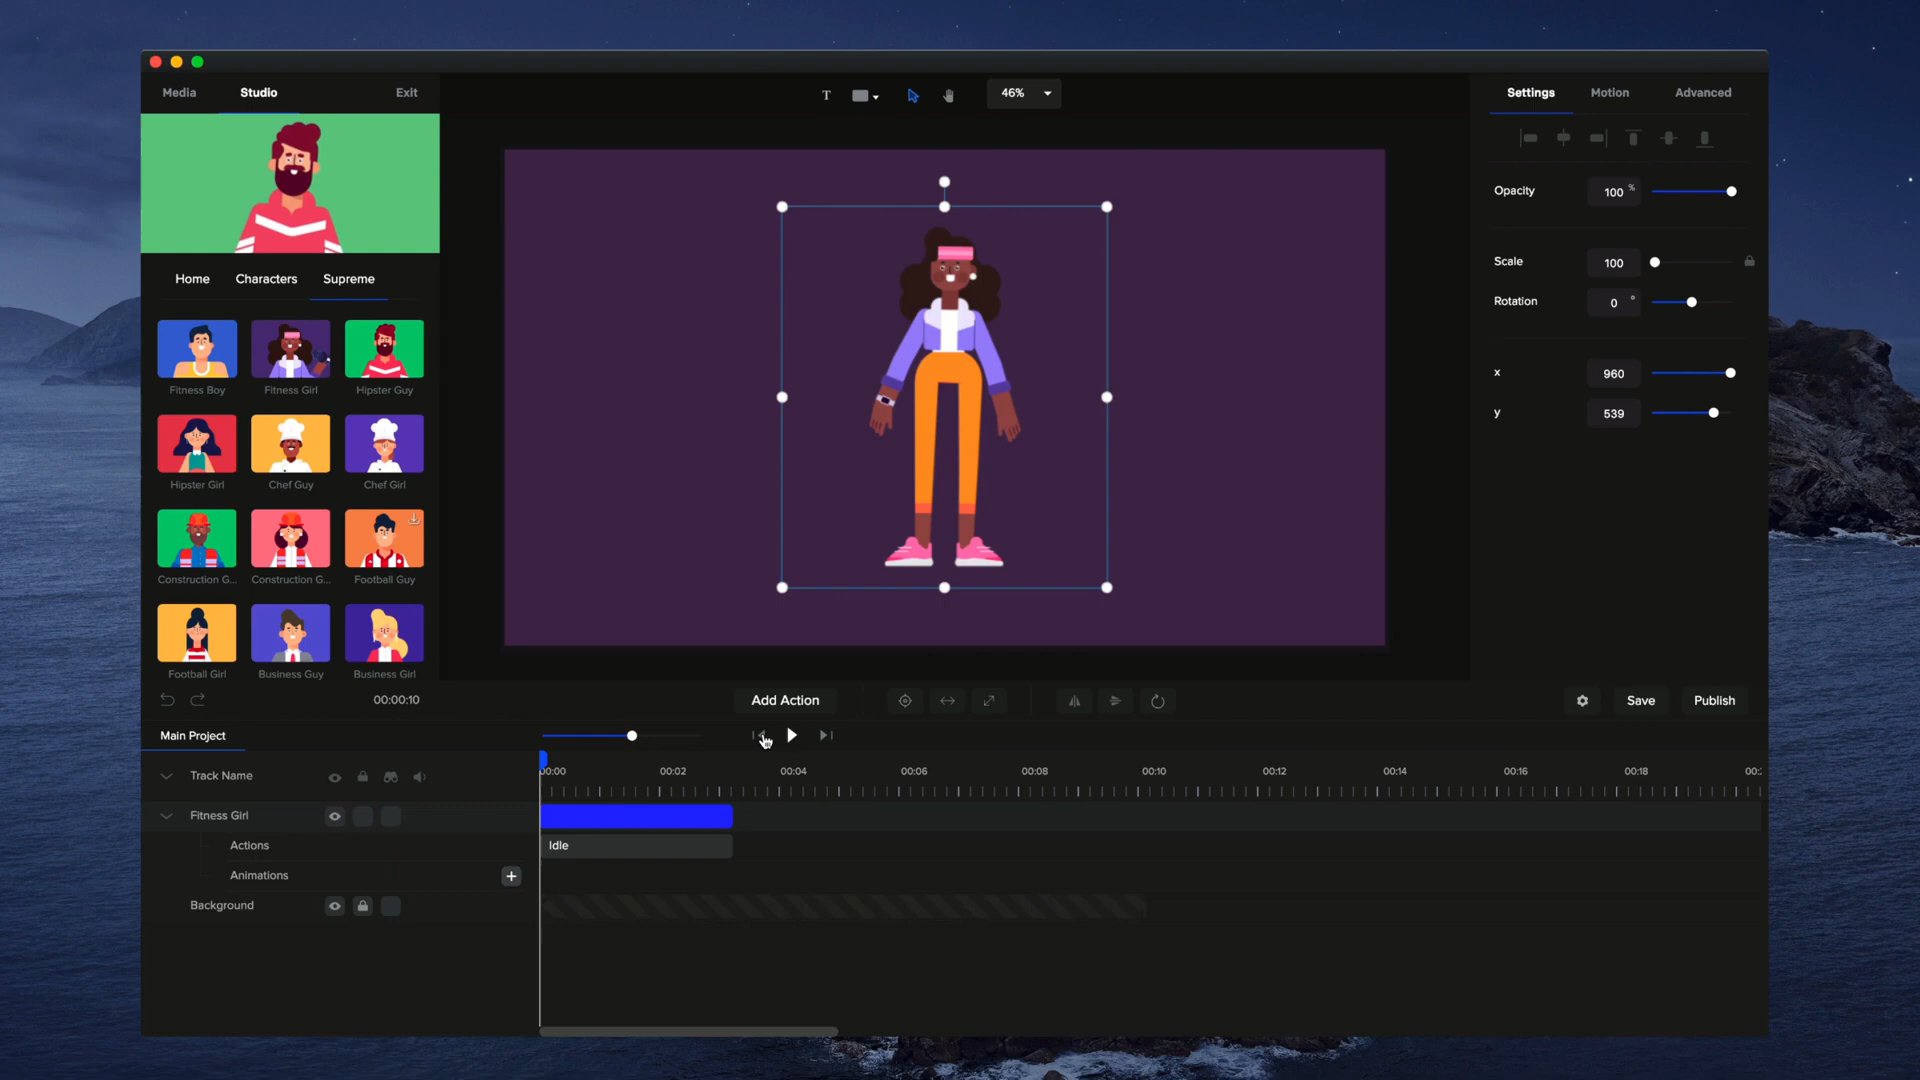 Media Studio Exit
T 46%
Settings Motion Advanced
Opacity 100 %
Scale 100
Rotation 0 °
x 960
y 539
Home Characters Supreme
Fitness Boy Fitness Girl Hipster Guy
Hipster Girl Chef Guy Chef Girl
Construction G... Construction G... Football Guy
Football Girl Business Guy Business Girl
00:00:10 Add Action Save Publish
Main Project
Track Name 00:00 00:02 00:04 00:06 00:08 00:10 00:12 00:14 00:16 00:18 00:
Fitness Girl
Actions Idle
Animations +
Background